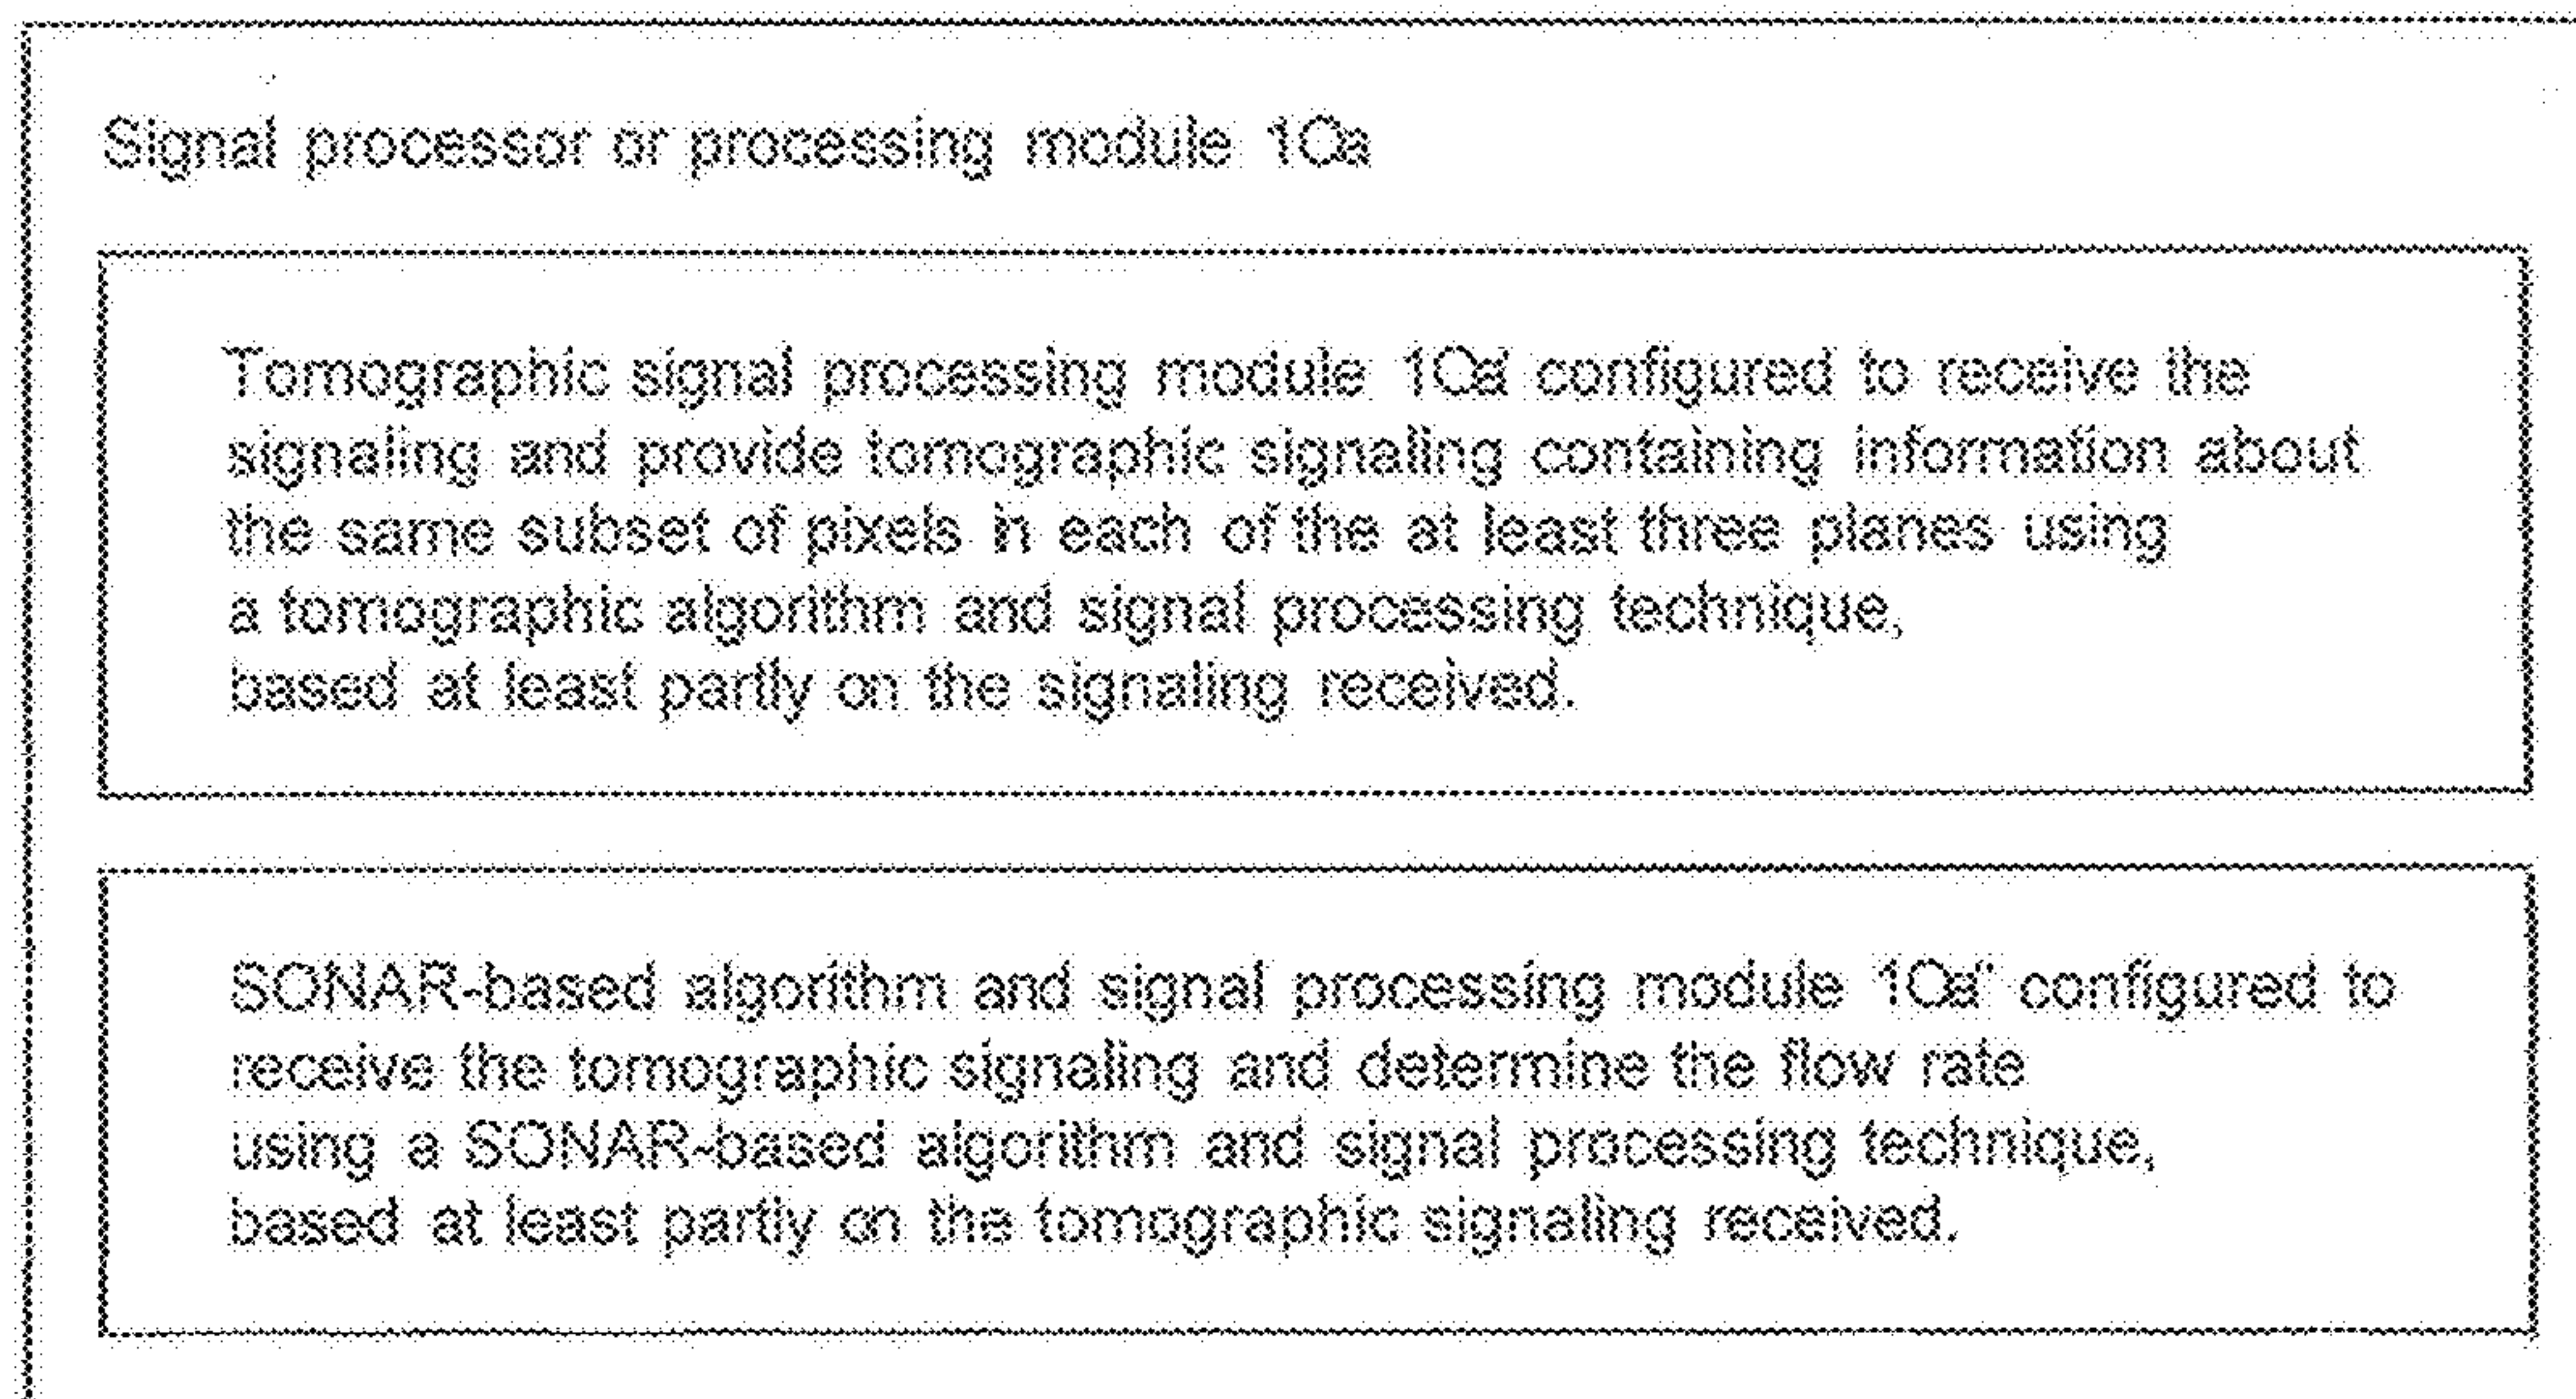 Signal processor or processing module 10a
Tomographic signal processing module 10a' configured to receive the
signaling and provide tomographic signaling containing information about
the same subset of pixels in each of the at least three planes using
a tomographic algorithm and signal processing technique,
based at least partly on the signaling received.
SONAR-based algorithm and signal processing module 10a" configured to
receive the tomographic signaling and determine the flow rate
using a SONAR-based algorithm and signal processing technique,
based at least partly on the tomographic signaling received.